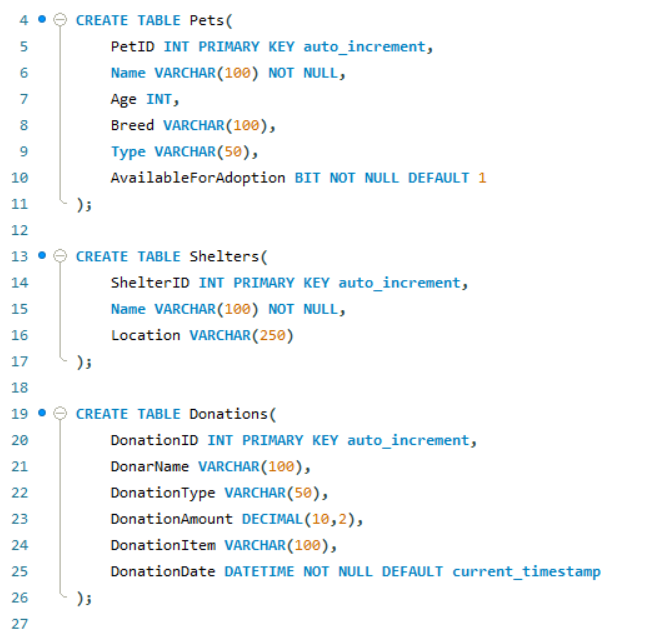 4 CREATE TABLE Pets(
5 PetID INT PRIMARY KEY auto_increment,
6 Name VARCHAR(100) NOT NULL,
7 Age INT,
8 Breed VARCHAR(100),
9 Type VARCHAR(50),
10 AvailableForAdoption BIT NOT NULL DEFAULT 1
11 );
12
13 CREATE TABLE Shelters(
14 ShelterID INT PRIMARY KEY auto_increment,
15 Name VARCHAR(100) NOT NULL,
16 Location VARCHAR(250)
17 );
18
19 CREATE TABLE Donations(
20 DonationID INT PRIMARY KEY auto_increment,
21 DonarName VARCHAR(100),
22 DonationType VARCHAR(50),
23 DonationAmount DECIMAL(10,2),
24 DonationItem VARCHAR(100),
25 DonationDate DATETIME NOT NULL DEFAULT current_timestamp
26 );
27